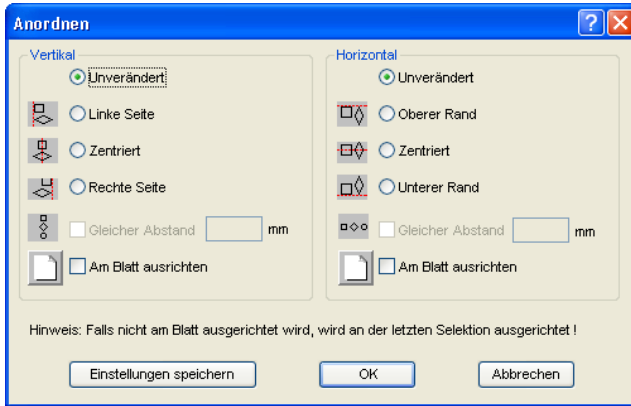 Anordnen
Vertikal
Unverändert
Linke Seite
Zentriert
Rechte Seite
Gleicher Abstand mm
Am Blatt ausrichten
Horizontal
Unverändert
Oberer Rand
Zentriert
Unterer Rand
Gleicher Abstand mm
Am Blatt ausrichten
Hinweis: Falls nicht am Blatt ausgerichtet wird, wird an der letzten Selektion ausgerichtet !
Einstellungen speichern
OK
Abbrechen